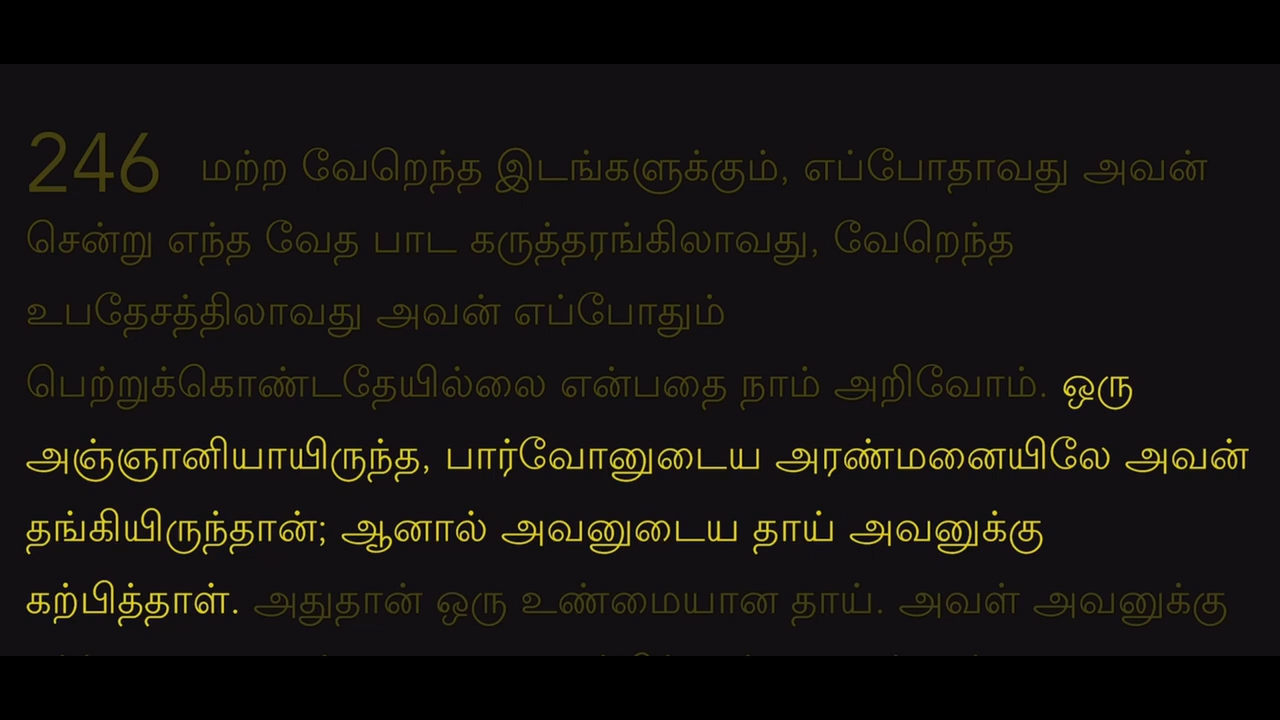 246 மற்ற வேறெந்த இடங்களுக்கும், எப்போதாவது அவன்
சென்று எந்த வேத பாட கருத்தரங்கிலாவது, வேறெந்த
உபதேசத்திலாவது அவன் எப்போதும்
பெற்றுக்கொண்டதேயில்லை என்பதை நாம் அறிவோம். ஒரு
அஞ்ஞானியாயிருந்த, பார்வோனுடைய அரண்மனையிலே அவன்
தங்கியிருந்தான்; ஆனால் அவனுடைய தாய் அவனுக்கு
கற்பித்தாள். அதுதான் ஒரு உண்மையான தாய். அவள் அவனுக்கு